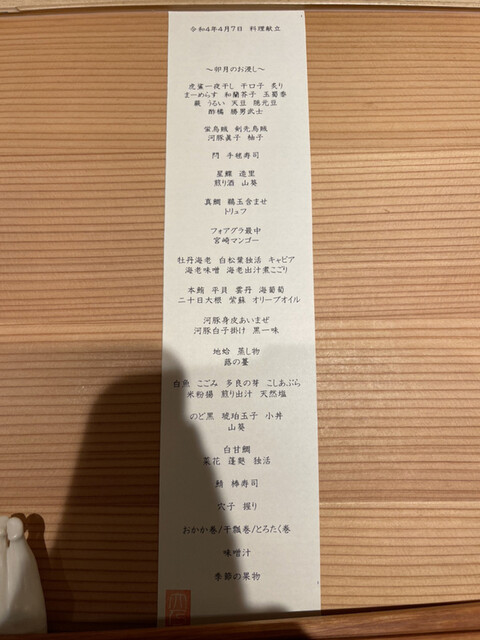 令和4年4月7日 料理献立
～卯月のお浸し～
虎鯊一夜干し 干口子 炙り
まーめらす 和蘭芥子 玉蜀黍
蕨 うるい 天豆 碗光豆
酢橘 勝男武士
蛍烏賊 剣先烏賊
河豚眞子 柚子
閂 手毬寿司
星鰈 造里
煎り酒 山葵
真鯛 鶉玉含ませ
トリュフ
フォアグラ最中
宮崎マンゴー
牡丹海老 白松葉独活 キャビア
海老味噌 海老出汁煮こごり
本鮪 平貝 雲丹 海葡萄
二十日大根 紫蘇 オリーブオイル
河豚身皮あいまぜ
河豚白子掛け 黒一味
地蛤 蒸し物
蕗の薹
白魚 こごみ 多良の芽 こしあぶら
米粉揚 煎り出汁 天然塩
のど黒 琥珀玉子 小丼
山葵
白甘鯛
菜花 蓬麩 独活
鯖 棒寿司
穴子 握り
おかか巻/干瓢巻/とろたく巻
味噌汁
季節の果物